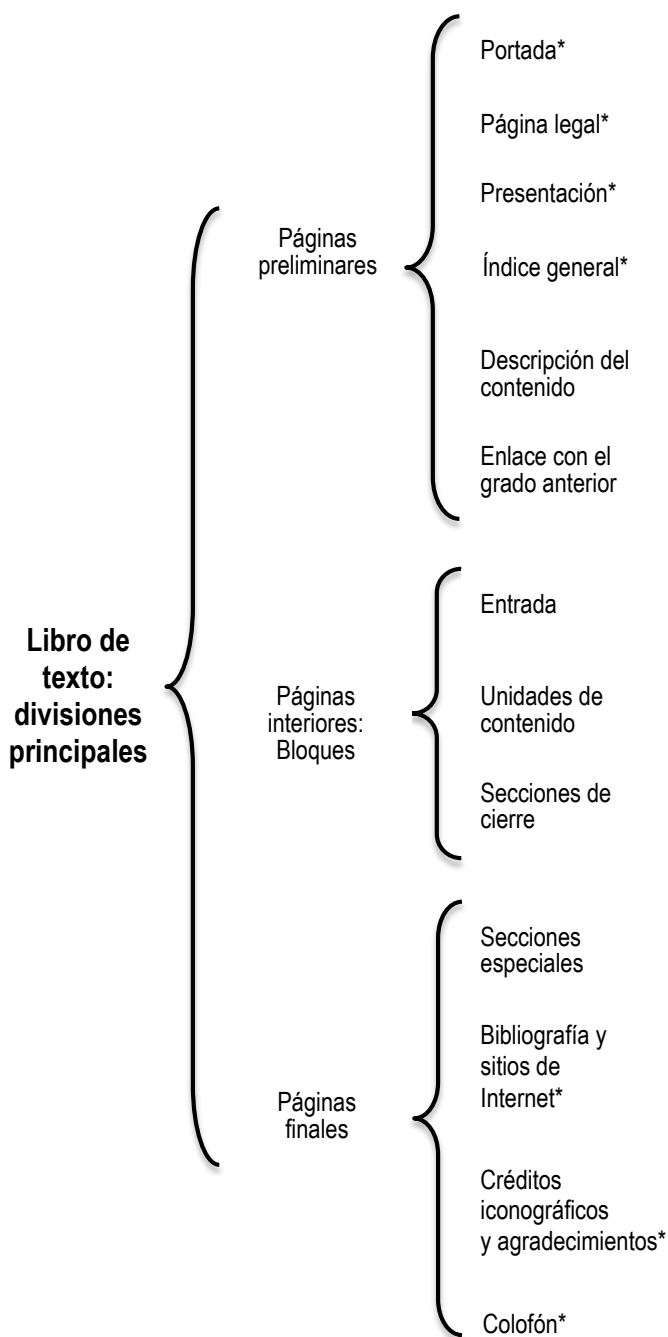 Libro de
texto:
divisiones
principales
Páginas
preliminares
Portada*
Página legal*
Presentación*
Índice general*
Descripción del
contenido
Enlace con el
grado anterior
Páginas
interiores:
Bloques
Entrada
Unidades de
contenido
Secciones de
cierre
Páginas
finales
Secciones
especiales
Bibliografía y
sitios de
Internet*
Créditos
iconográficos
y agradecimientos*
Colofón*